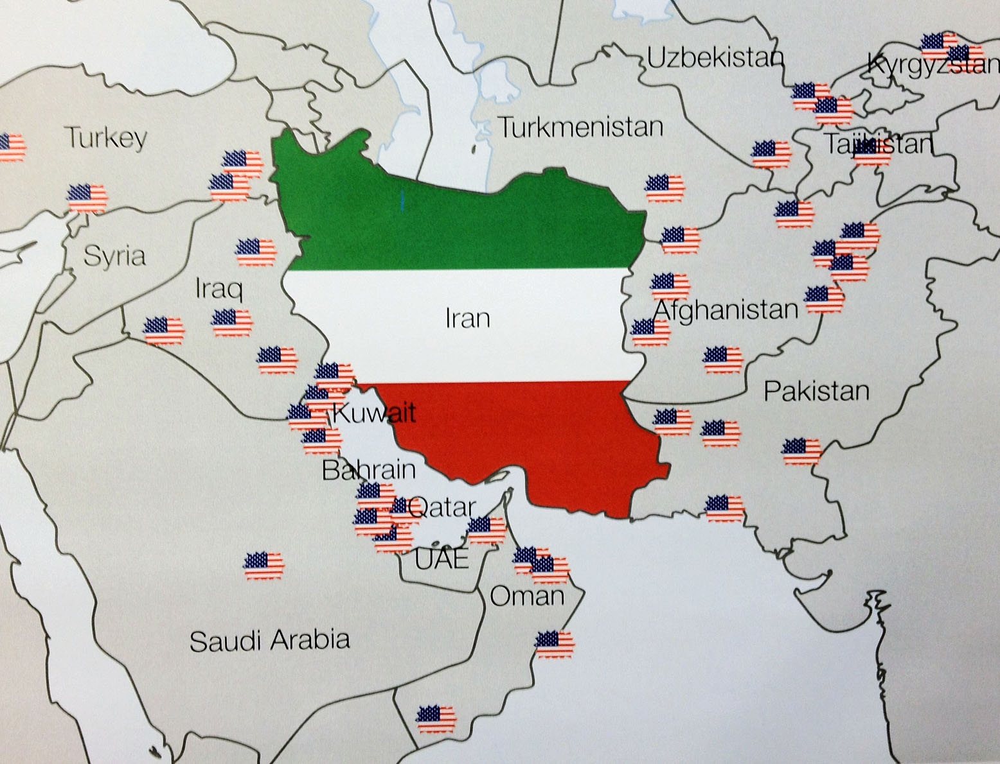 Uzbekistan
Kyrgyzstan
Turkmenistan
Turkey
Tajikistan
Syria
Iraq
Iran
Afghanistan
Pakistan
Kuwait
Bahrain
Qatar
UAE
Oman
Saudi Arabia